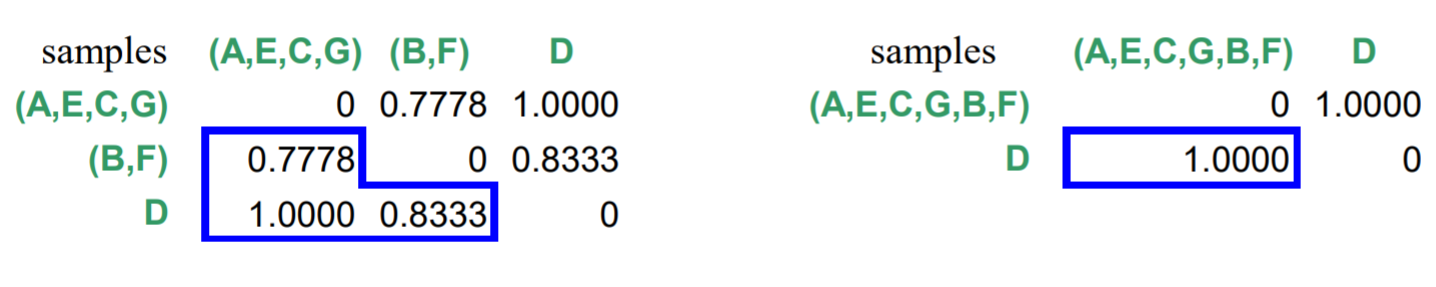 samples (A,E,C,G) (B,F) D
(A,E,C,G) 0 0.7778 1.0000
(B,F) 0.7778 0 0.8333
D 1.0000 0.8333 0
samples (A,E,C,G,B,F) D
(A,E,C,G,B,F) 0 1.0000
D 1.0000 0